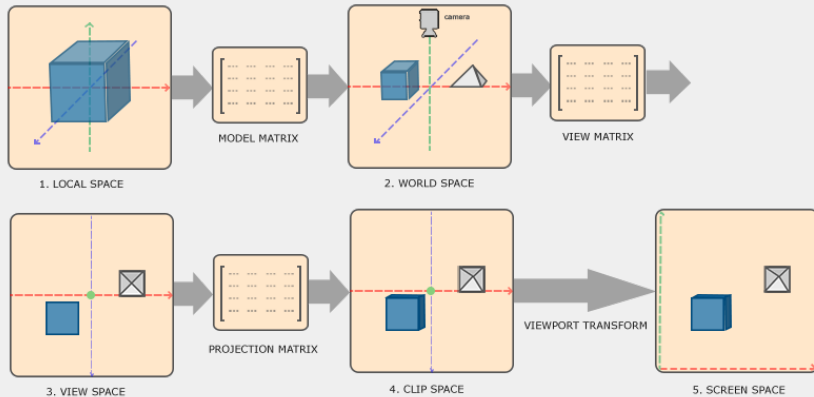 camera
MODEL MATRIX
VIEW MATRIX
1. LOCAL SPACE
2. WORLD SPACE
PROJECTION MATRIX
VIEWPORT TRANSFORM
3. VIEW SPACE
4. CLIP SPACE
5. SCREEN SPACE